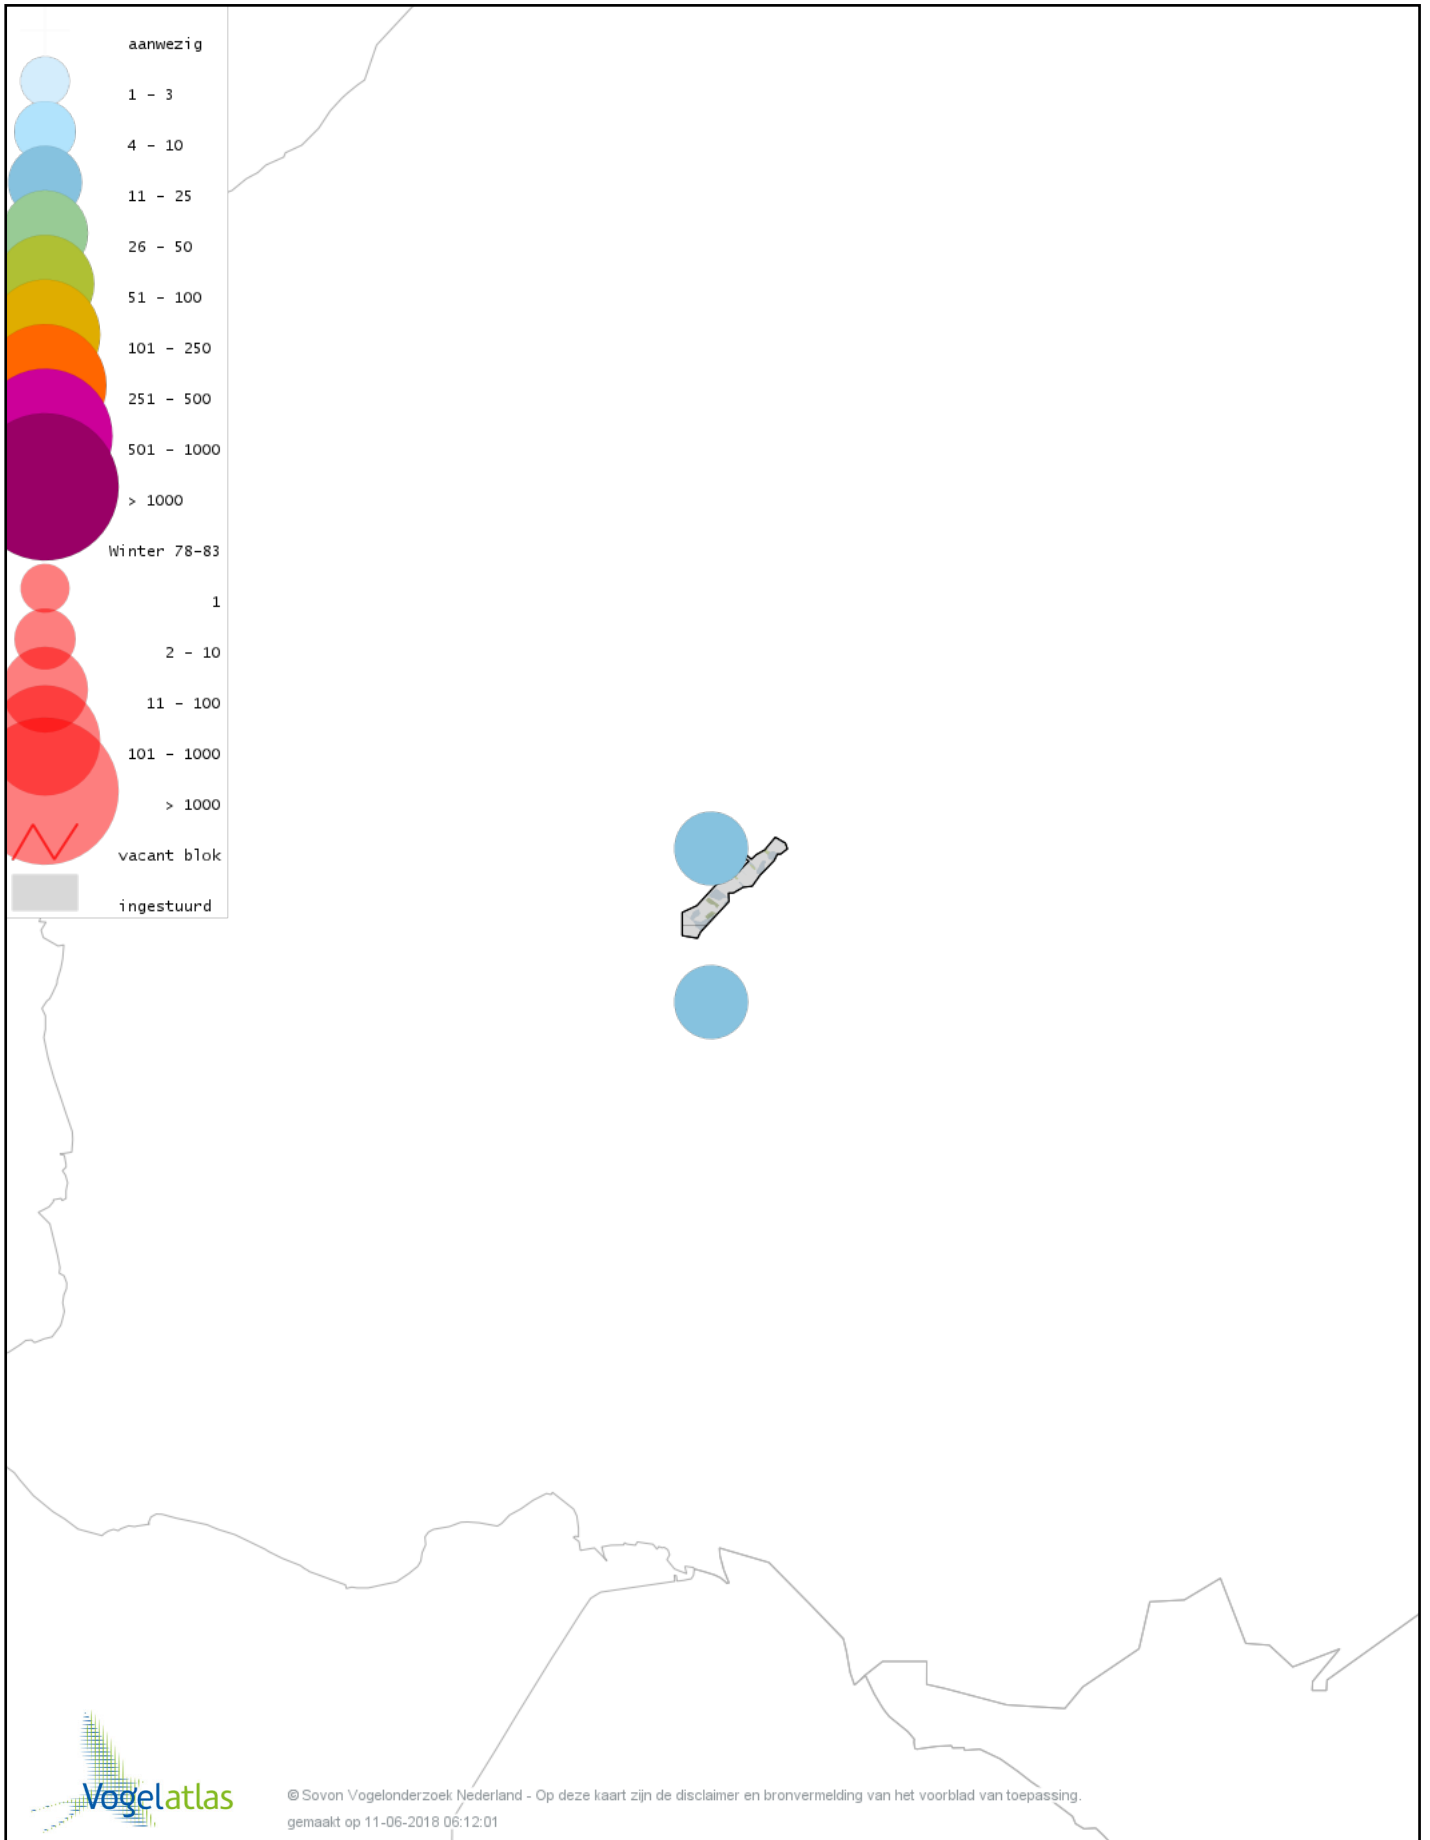 aanwezig
1 - 3
4 - 10
11 - 25
26 - 50
51 - 100
101 - 250
251 - 500
501 - 1000
> 1000
Winter 78-83
1
2 - 10
11 - 100
101 - 1000
> 1000
vacant blok
ingestuurd
Vogelatlas
© Sovon Vogelonderzoek Nederland - Op deze kaart zijn de disclaimer en bronvermelding van het voorblad van toepassing.
gemaakt op 11-06-2018 06:12:01